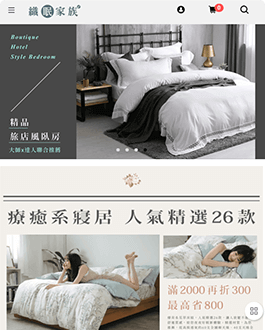 織眠家族
0
Boutique
Hotel
Style Bedroom
精品
旅店風臥房
大師x達人聯合推薦
療癒系寢居 人氣精選26款
滿2000再折300
最高省800